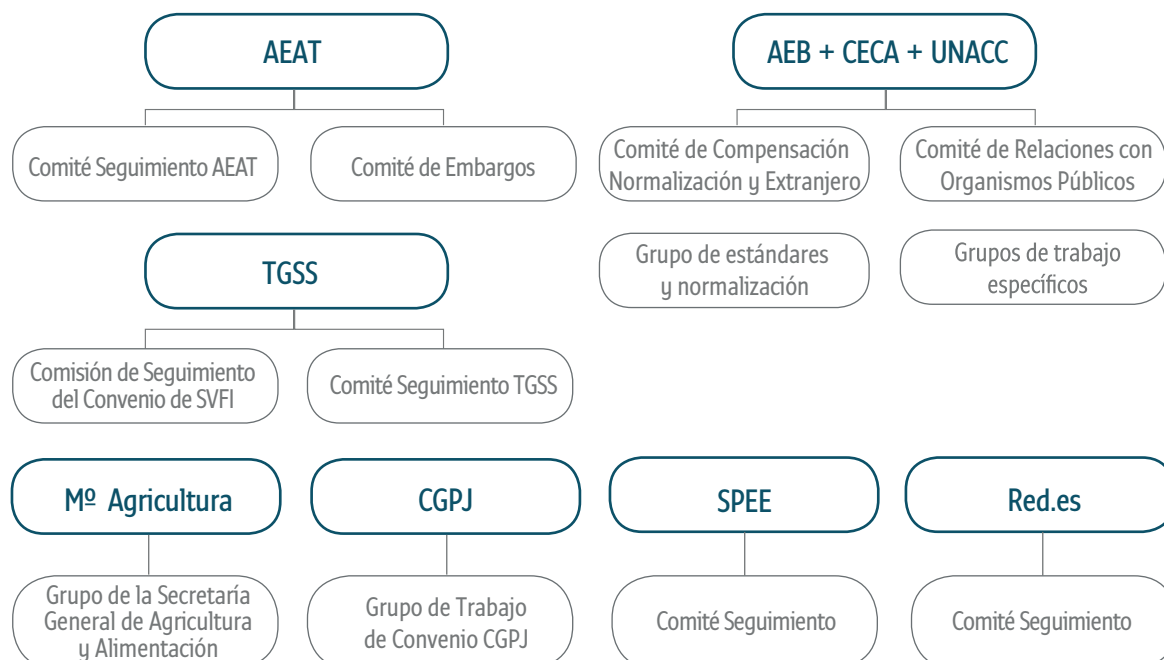 AEAT
AEB + CECA + UNACC
Comité Seguimiento AEAT
Comité de Embargos
Comité de Compensación
Normalización y Extranjero
Comité de Relaciones con
Organismos Públicos
TGSS
Grupo de estándares
y normalización
Grupos de trabajo
específicos
Comisión de Seguimiento
del Convenio de SVFI
Comité Seguimiento TGSS
Mº Agricultura
CGPJ
SPEE
Red.es
Grupo de la Secretaría
General de Agricultura
y Alimentación
Grupo de Trabajo
de Convenio CGPJ
Comité Seguimiento
Comité Seguimiento